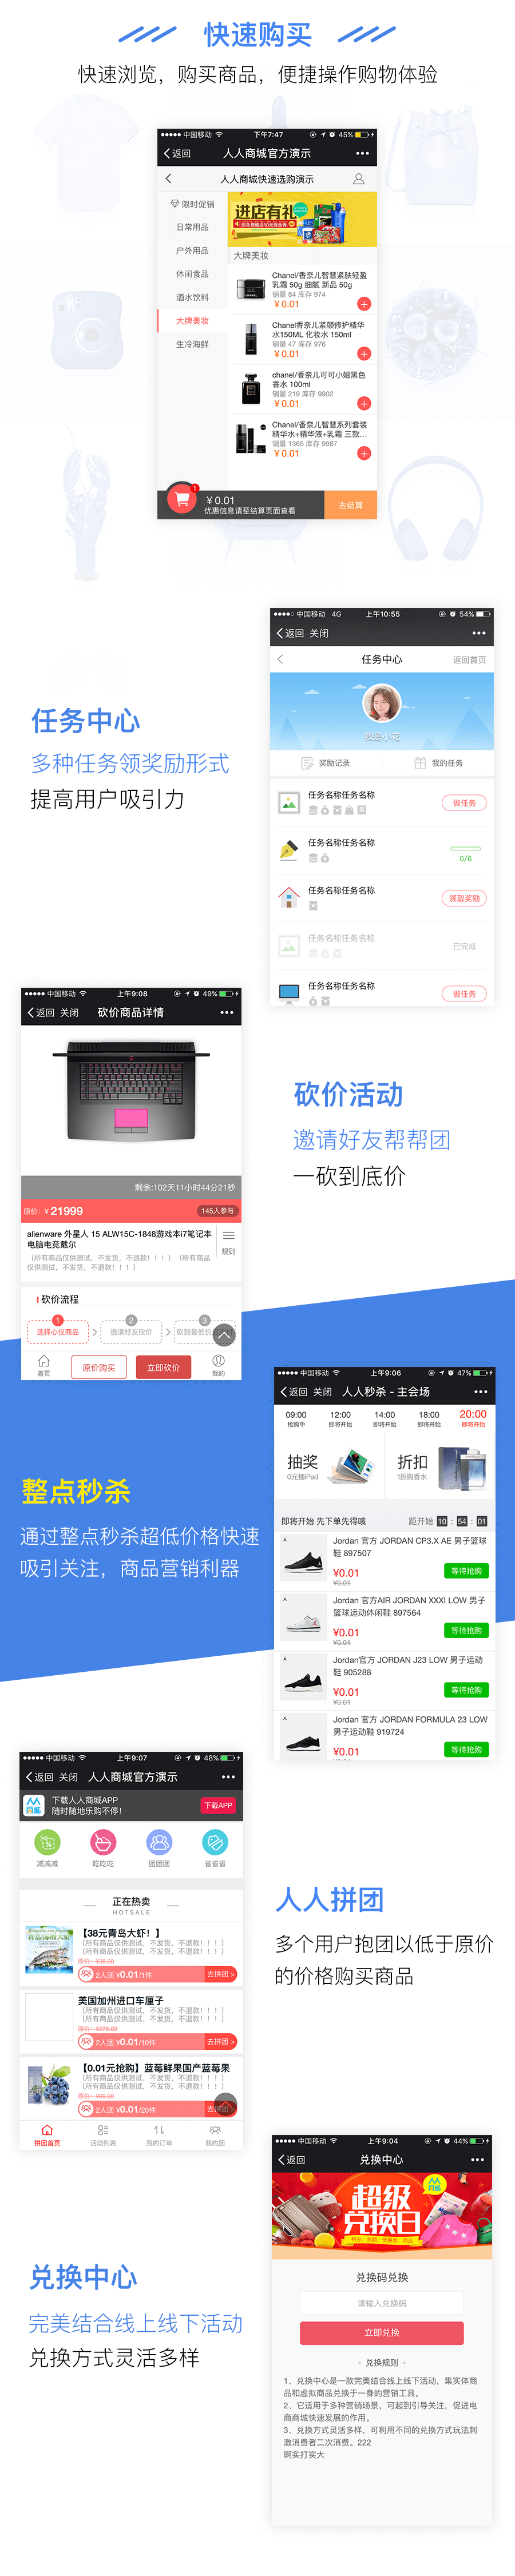 快速购买
快速浏览，购买商品，便捷操作购物体验
中国移动 下午7:47 45%
返回 人人商城官方演示
人人商城快速选购演示
限时促销
日常用品
户外用品
休闲食品
酒水饮料
大牌美妆
生冷海鲜
进店有礼
大牌美妆
Chanel/香奈儿智慧紧肤轻盈
乳霜 50g 细腻 新品 50g
销量 84 库存 974
￥0.01
Chanel香奈儿紧颜修护精华
水150ML 化妆水 150ml
销量 47 库存 976
￥0.01
chanel/香奈儿可可小姐黑色
香水 100ml
销量 219 库存 9902
￥0.01
Chanel/香奈儿智慧系列套装
精华水+精华液+乳霜 三款...
销量 1365 库存 9987
￥0.01
1
￥0.01
优惠信息请至结算页面查看
去结算
中国移动 4G 上午10:55 54%
返回 关闭
任务中心 返回首页
我是小花
奖励记录 我的任务
任务名称任务名称
做任务
任务名称任务名称
0/6
任务名称任务名称
领取奖励
任务名称任务名称
已完成
任务名称任务名称
做任务
任务中心
多种任务领奖励形式
提高用户吸引力
中国移动 上午9:08 49%
返回 关闭 砍价商品详情
剩余:102天11小时44分21秒
原价: ￥21999 145人参与
alienware 外星人 15 ALW15C-1848游戏本i7笔记本
电脑电竞戴尔
（所有商品仅供测试，不发货，不退款！！！）（所有商品
仅供测试，不发货，不退款！！！）
规则
砍价流程
1 2 3
选择心仪商品 邀请好友砍价 砍到最低价
首页 原价购买 立即砍价 我的
砍价活动
邀请好友帮帮团
一砍到底价
中国移动 上午9:06 47%
返回 关闭 人人秒杀 - 主会场
09:00 12:00 14:00 18:00 20:00
抢购中 即将开始 即将开始 即将开始 即将开始
抽奖
0元抽iPad
折扣
1折购香水
即将开始 先下单先得哦 距开始 10 : 54 : 01
Jordan 官方 JORDAN CP3.X AE 男子篮球
鞋 897507
¥0.01
¥0.01
等待抢购
Jordan 官方AIR JORDAN XXXI LOW 男子
篮球运动休闲鞋 897564
¥0.01
¥0.01
等待抢购
Jordan官方 JORDAN J23 LOW 男子运动
鞋 905288
¥0.01
¥0.01
等待抢购
Jordan 官方 JORDAN FORMULA 23 LOW
男子运动鞋 919724
¥0.01
等待抢购
整点秒杀
通过整点秒杀超低价格快速
吸引关注，商品营销利器
中国移动 上午9:07 48%
返回 关闭 人人商城官方演示
下载人人商城APP
随时随地乐购不停！
下载APP
减减减 吃吃吃 团团团 省省省
正在热卖
HOTSALE
【38元青岛大虾！】
（所有商品仅供测试，不发货，不退款！！！）
（所有商品仅供测试，不发货，不退款！！！）
原价：¥38.00
2人团 ¥0.01/1件 去拼团 >
美国加州进口车厘子
（所有商品仅供测试，不发货，不退款！！！）
（所有商品仅供测试，不发货，不退款！！！）
原价：¥278.00
2人团 ¥0.01/10件 去拼团 >
【0.01元抢购】蓝莓鲜果国产蓝莓果
（所有商品仅供测试，不发货，不退款！！！）
（所有商品仅供测试，不发货，不退款！！！）
2人团 ¥0.01/20件
拼团首页 活动列表 我的订单 我的团
人人拼团
多个用户抱团以低于原价
的价格购买商品
中国移动 上午9:04 44%
返回 兑换中心
超级
兑换日
兑换码兑换
请输入兑换码
立即兑换
- 兑换规则 -
1、兑换中心是一款完美结合线上线下活动，集实体商
品和虚拟商品兑换于一身的营销工具。
2、它适用于多种营销场景，可起到引导关注，促进电
商商城快速发展的作用。
3、兑换方式灵活多样，可利用不同的兑换方式玩法刺
激消费者二次消费。222
啊实打实大
兑换中心
完美结合线上线下活动
兑换方式灵活多样